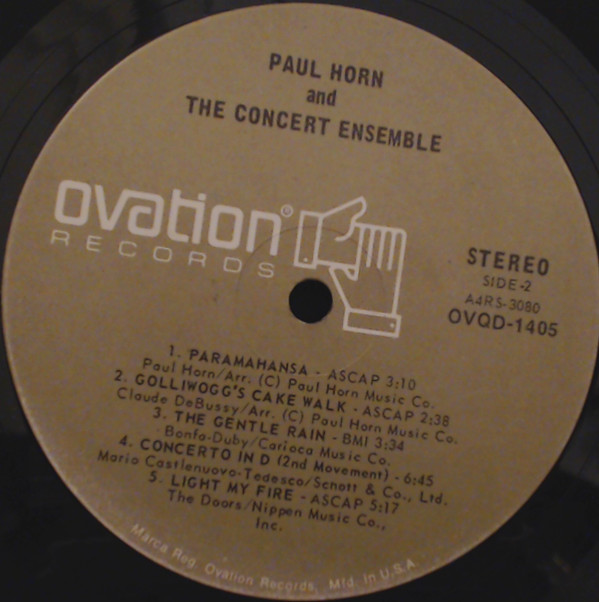 PAUL HORN
and
THE CONCERT ENSEMBLE
ovation®
RECORDS
STEREO
SIDE-2
A4RS-3080
OVQD-1405
1. PARAMAHANSA - ASCAP 3:10
Paul Horn/Arr. (C) Paul Horn Music Co.
2. GOLLIWOGG'S CAKE WALK - ASCAP 2:38
Claude DeBussy/Arr. (C) Paul Horn Music Co.
3. THE GENTLE RAIN - BMI 3:34
Bonfa-Duby/Carioca Music Co.
4. CONCERTO IN D (2nd Movement) - 6:45
Mario Castlenuovo-Tedesco/Schott & Co., Ltd.
5. LIGHT MY FIRE - ASCAP 5:17
The Doors/Nippen Music Co.,
Inc.
Marca Reg. Ovation Records, Mfd. in U.S.A.